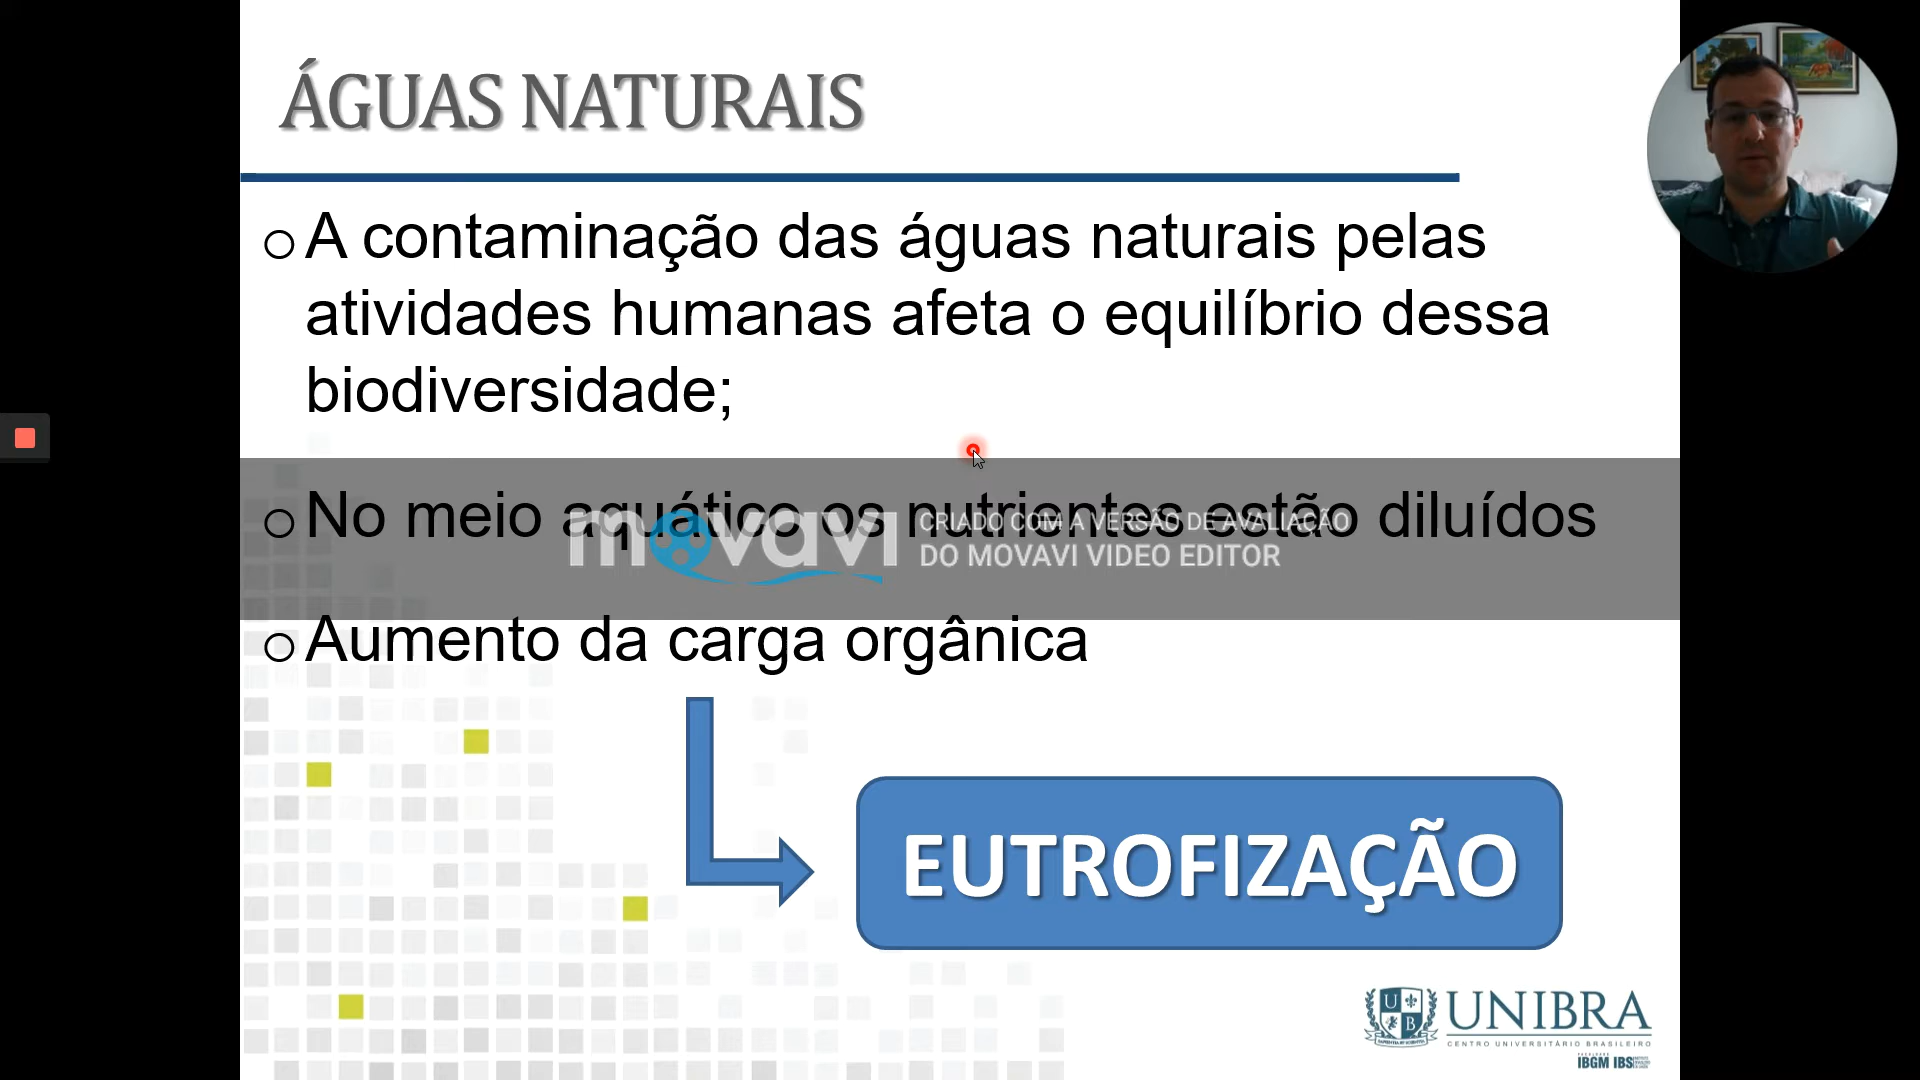 ÁGUAS NATURAIS
A contaminação das águas naturais pelas
atividades humanas afeta o equilíbrio dessa
biodiversidade;
No meio aquático os nutrientes estão diluídos
movavi
CRIADO COM A VERSÃO DE AVALIAÇÃO
DO MOVAVI VIDEO EDITOR
Aumento da carga orgânica
EUTROFIZAÇÃO
U
B
UNIBRA
CENTRO UNIVERSITÁRIO BRASILEIRO
IBGM IBS